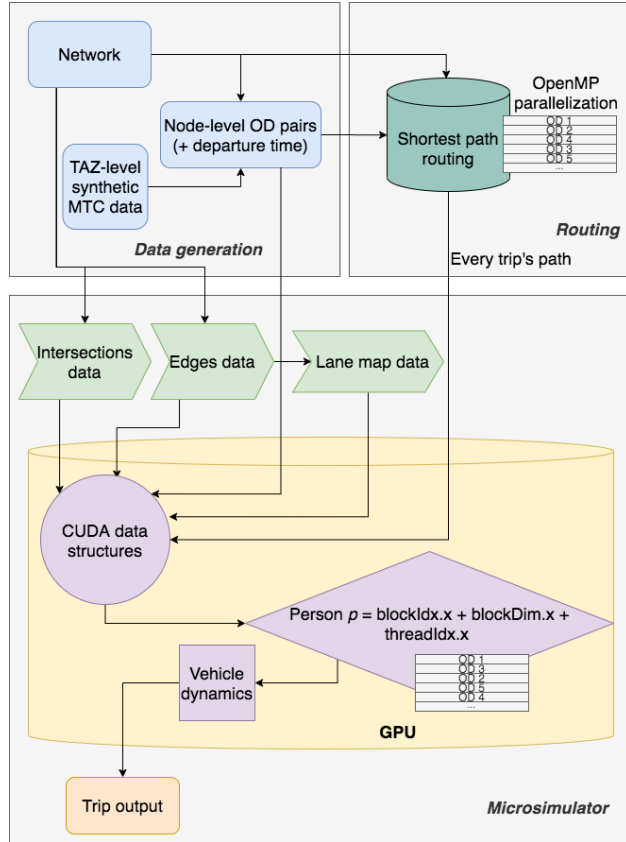 Network
OpenMP
parallelization
OD 1
OD 2
OD 4
OD 3
OD 5
...
Node-level OD pairs
(+ departure time)
Shortest path
routing
TAZ-level
synthetic
MTC data
Data generation
Routing
Every trip's path
Intersections
data
Edges data
Lane map data
CUDA data
structures
Person p = blockIdx.x + blockDim.x +
threadIdx.x
OD 1
OD 3
OD 2
OD 5
OD 4
...
Vehicle
dynamics
GPU
Trip output
Microsimulator